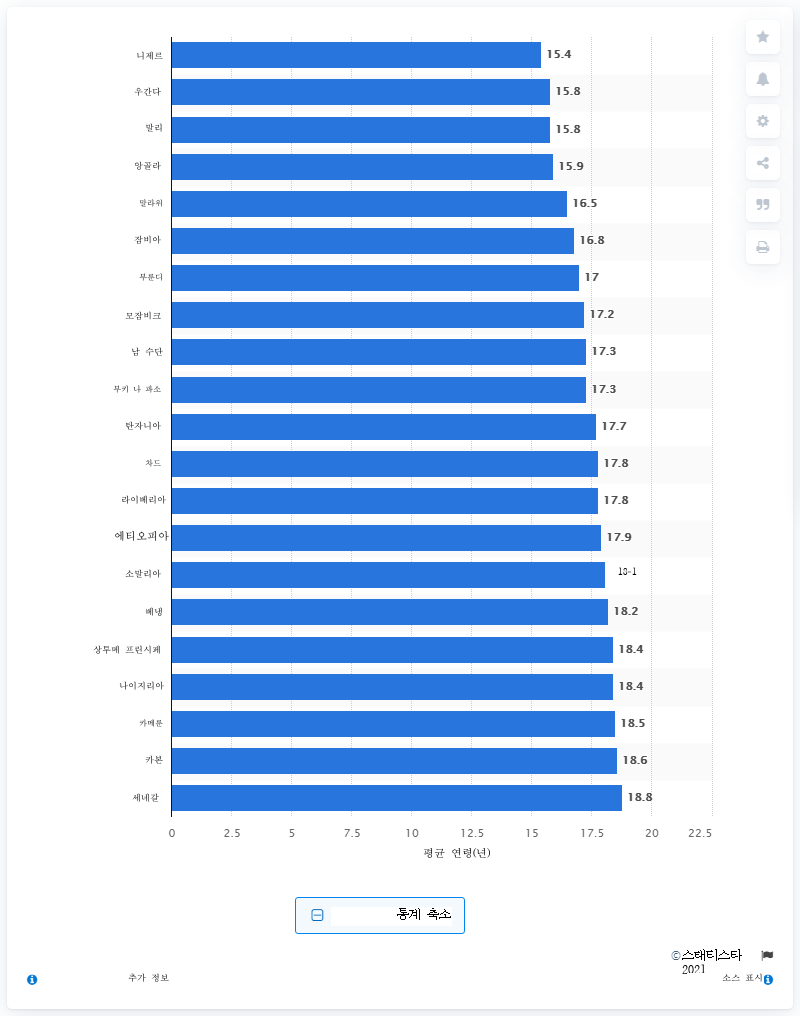 니제르 15.4
우간다 15.8
말리 15.8
앙골라 15.9
말라위 16.5
잠비아 16.8
부룬디 17
모잠비크 17.2
남 수단 17.3
부키 나 파소 17.3
탄자니아 17.7
차드 17.8
라이베리아 17.8
에티오피아 17.9
소말리아 18-1
베냉 18.2
상투메 프린시페 18.4
나이지리아 18.4
카메룬 18.5
카본 18.6
세네갈 18.8
0 2.5 5 7.5 10 12.5 15 17.5 20 22.5
평균 연령(년)
통계 축소
©스태티스타
2021
추가 정보 소스 표시